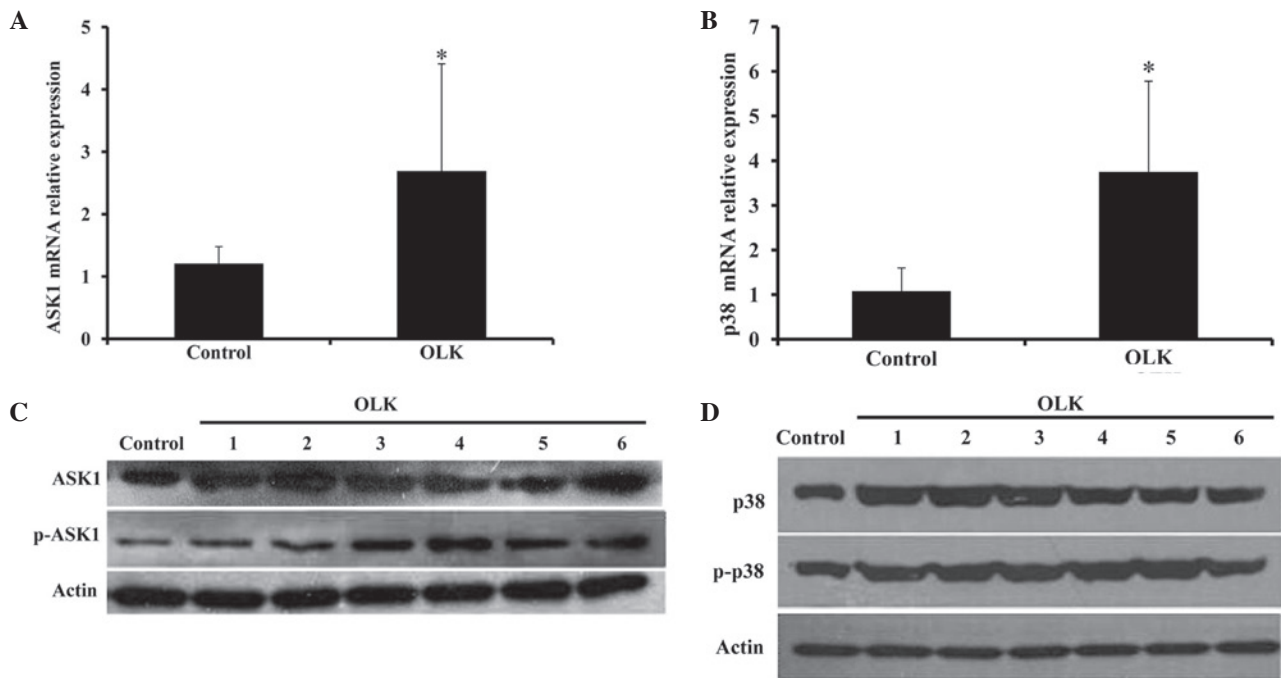 A
ASK1 mRNA relative expression
5
4
3
2
1
0
*
Control OLK
B
p38 mRNA relative expression
7
6
5
4
3
2
1
0
*
Control OLK
C
OLK
Control 1 2 3 4 5 6
ASK1
p-ASK1
Actin
D
OLK
Control 1 2 3 4 5 6
p38
p-p38
Actin